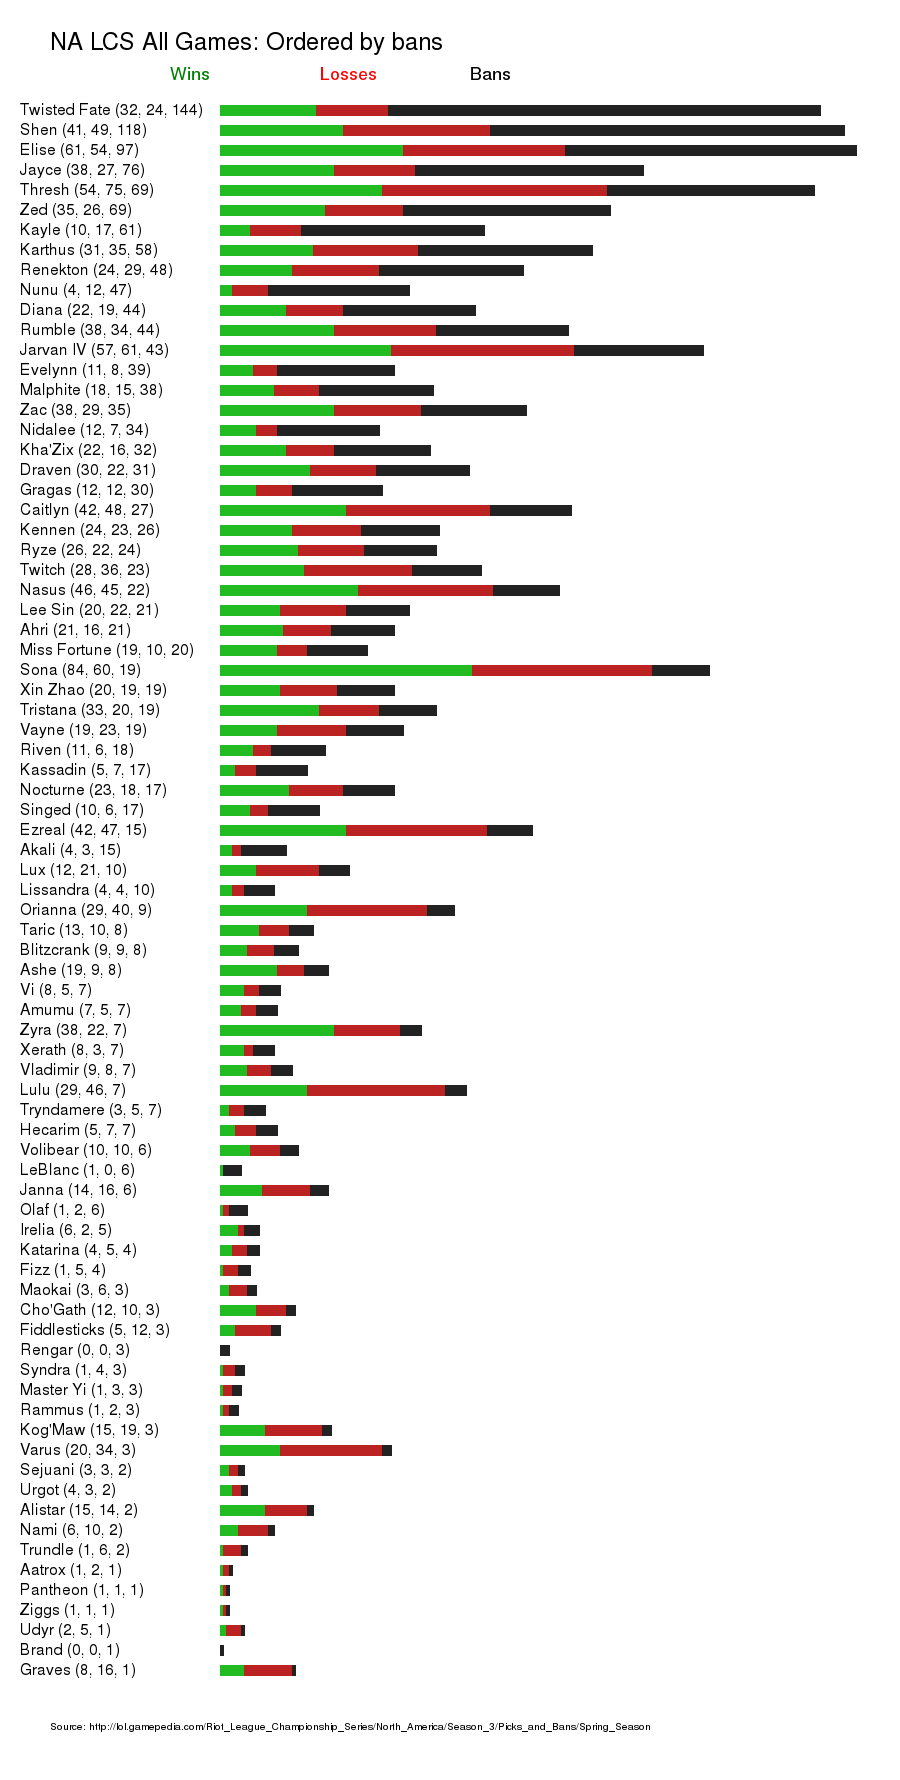 NA LCS All Games: Ordered by bans
Wins Losses Bans
Twisted Fate (32, 24, 144)
Shen (41, 49, 118)
Elise (61, 54, 97)
Jayce (38, 27, 76)
Thresh (54, 75, 69)
Zed (35, 26, 69)
Kayle (10, 17, 61)
Karthus (31, 35, 58)
Renekton (24, 29, 48)
Nunu (4, 12, 47)
Diana (22, 19, 44)
Rumble (38, 34, 44)
Jarvan IV (57, 61, 43)
Evelynn (11, 8, 39)
Malphite (18, 15, 38)
Zac (38, 29, 35)
Nidalee (12, 7, 34)
Kha'Zix (22, 16, 32)
Draven (30, 22, 31)
Gragas (12, 12, 30)
Caitlyn (42, 48, 27)
Kennen (24, 23, 26)
Ryze (26, 22, 24)
Twitch (28, 36, 23)
Nasus (46, 45, 22)
Lee Sin (20, 22, 21)
Ahri (21, 16, 21)
Miss Fortune (19, 10, 20)
Sona (84, 60, 19)
Xin Zhao (20, 19, 19)
Tristana (33, 20, 19)
Vayne (19, 23, 19)
Riven (11, 6, 18)
Kassadin (5, 7, 17)
Nocturne (23, 18, 17)
Singed (10, 6, 17)
Ezreal (42, 47, 15)
Akali (4, 3, 15)
Lux (12, 21, 10)
Lissandra (4, 4, 10)
Orianna (29, 40, 9)
Taric (13, 10, 8)
Blitzcrank (9, 9, 8)
Ashe (19, 9, 8)
Vi (8, 5, 7)
Amumu (7, 5, 7)
Zyra (38, 22, 7)
Xerath (8, 3, 7)
Vladimir (9, 8, 7)
Lulu (29, 46, 7)
Tryndamere (3, 5, 7)
Hecarim (5, 7, 7)
Volibear (10, 10, 6)
LeBlanc (1, 0, 6)
Janna (14, 16, 6)
Olaf (1, 2, 6)
Irelia (6, 2, 5)
Katarina (4, 5, 4)
Fizz (1, 5, 4)
Maokai (3, 6, 3)
Cho'Gath (12, 10, 3)
Fiddlesticks (5, 12, 3)
Rengar (0, 0, 3)
Syndra (1, 4, 3)
Master Yi (1, 3, 3)
Rammus (1, 2, 3)
Kog'Maw (15, 19, 3)
Varus (20, 34, 3)
Sejuani (3, 3, 2)
Urgot (4, 3, 2)
Alistar (15, 14, 2)
Nami (6, 10, 2)
Trundle (1, 6, 2)
Aatrox (1, 2, 1)
Pantheon (1, 1, 1)
Ziggs (1, 1, 1)
Udyr (2, 5, 1)
Brand (0, 0, 1)
Graves (8, 16, 1)
Source: http://lol.gamepedia.com/Riot_League_Championship_Series/North_America/Season_3/Picks_and_Bans/Spring_Season